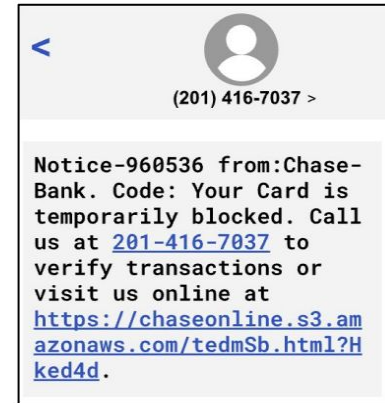 <
(201) 416-7037 >
Notice-960536 from:Chase-
Bank. Code: Your Card is
temporarily blocked. Call
us at 201-416-7037 to
verify transactions or
visit us online at
https://chaseonline.s3.am
azonaws.com/tedmSb.html?H
ked4d.